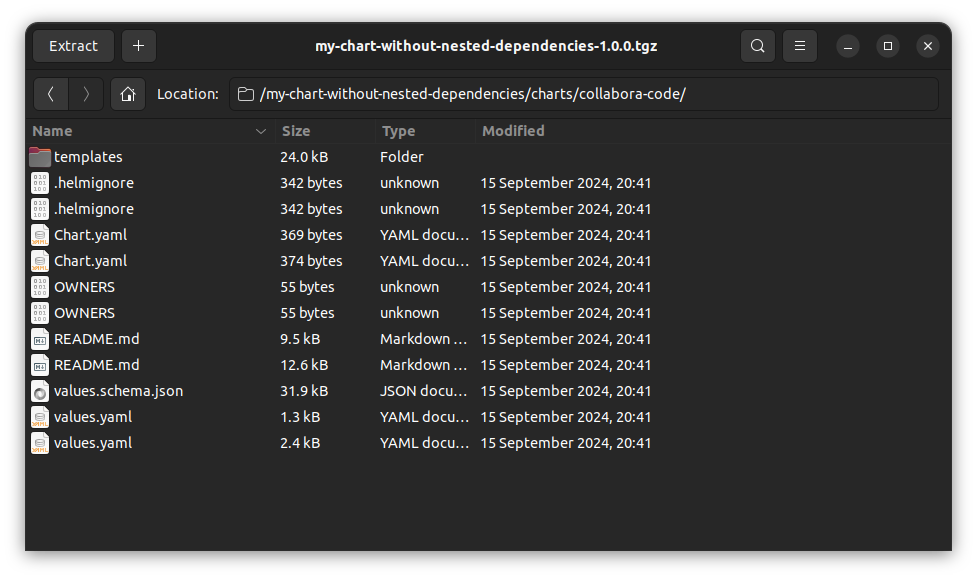 Extract + my-chart-without-nested-dependencies-1.0.0.tgz
Location: /my-chart-without-nested-dependencies/charts/collabora-code/
Name Size Type Modified
templates 24.0 kB Folder
.helmignore 342 bytes unknown 15 September 2024, 20:41
.helmignore 342 bytes unknown 15 September 2024, 20:41
Chart.yaml 369 bytes YAML docu… 15 September 2024, 20:41
Chart.yaml 374 bytes YAML docu… 15 September 2024, 20:41
OWNERS 55 bytes unknown 15 September 2024, 20:41
OWNERS 55 bytes unknown 15 September 2024, 20:41
README.md 9.5 kB Markdown … 15 September 2024, 20:41
README.md 12.6 kB Markdown … 15 September 2024, 20:41
values.schema.json 31.9 kB JSON docu… 15 September 2024, 20:41
values.yaml 1.3 kB YAML docu… 15 September 2024, 20:41
values.yaml 2.4 kB YAML docu… 15 September 2024, 20:41